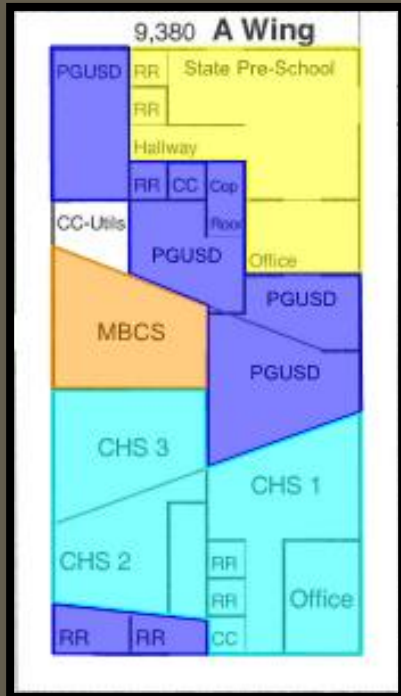 9,380 A Wing
PGUSD RR State Pre-School
RR
Hallway
RR CC Cop
CC-Utils Roo
PGUSD Office
PGUSD
MBCS
PGUSD
CHS 3
CHS 1
CHS 2 RR
RR Office
RR RR CC